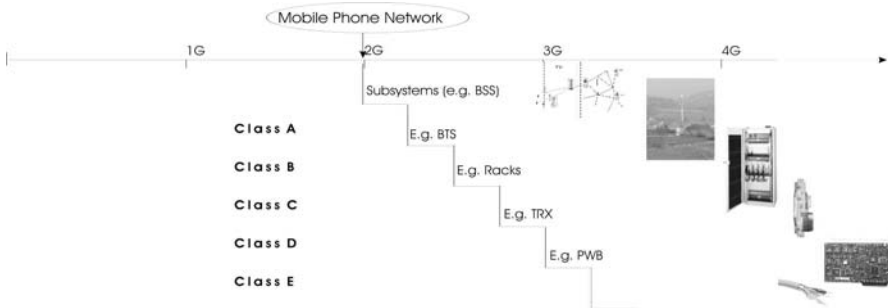 Mobile Phone Network
1G 2G 3G 4G
Subsystems (e.g. BSS)
Class A
E.g. BTS
Class B
E.g. Racks
Class C
E.g. TRX
Class D
E.g. PWB
Class E